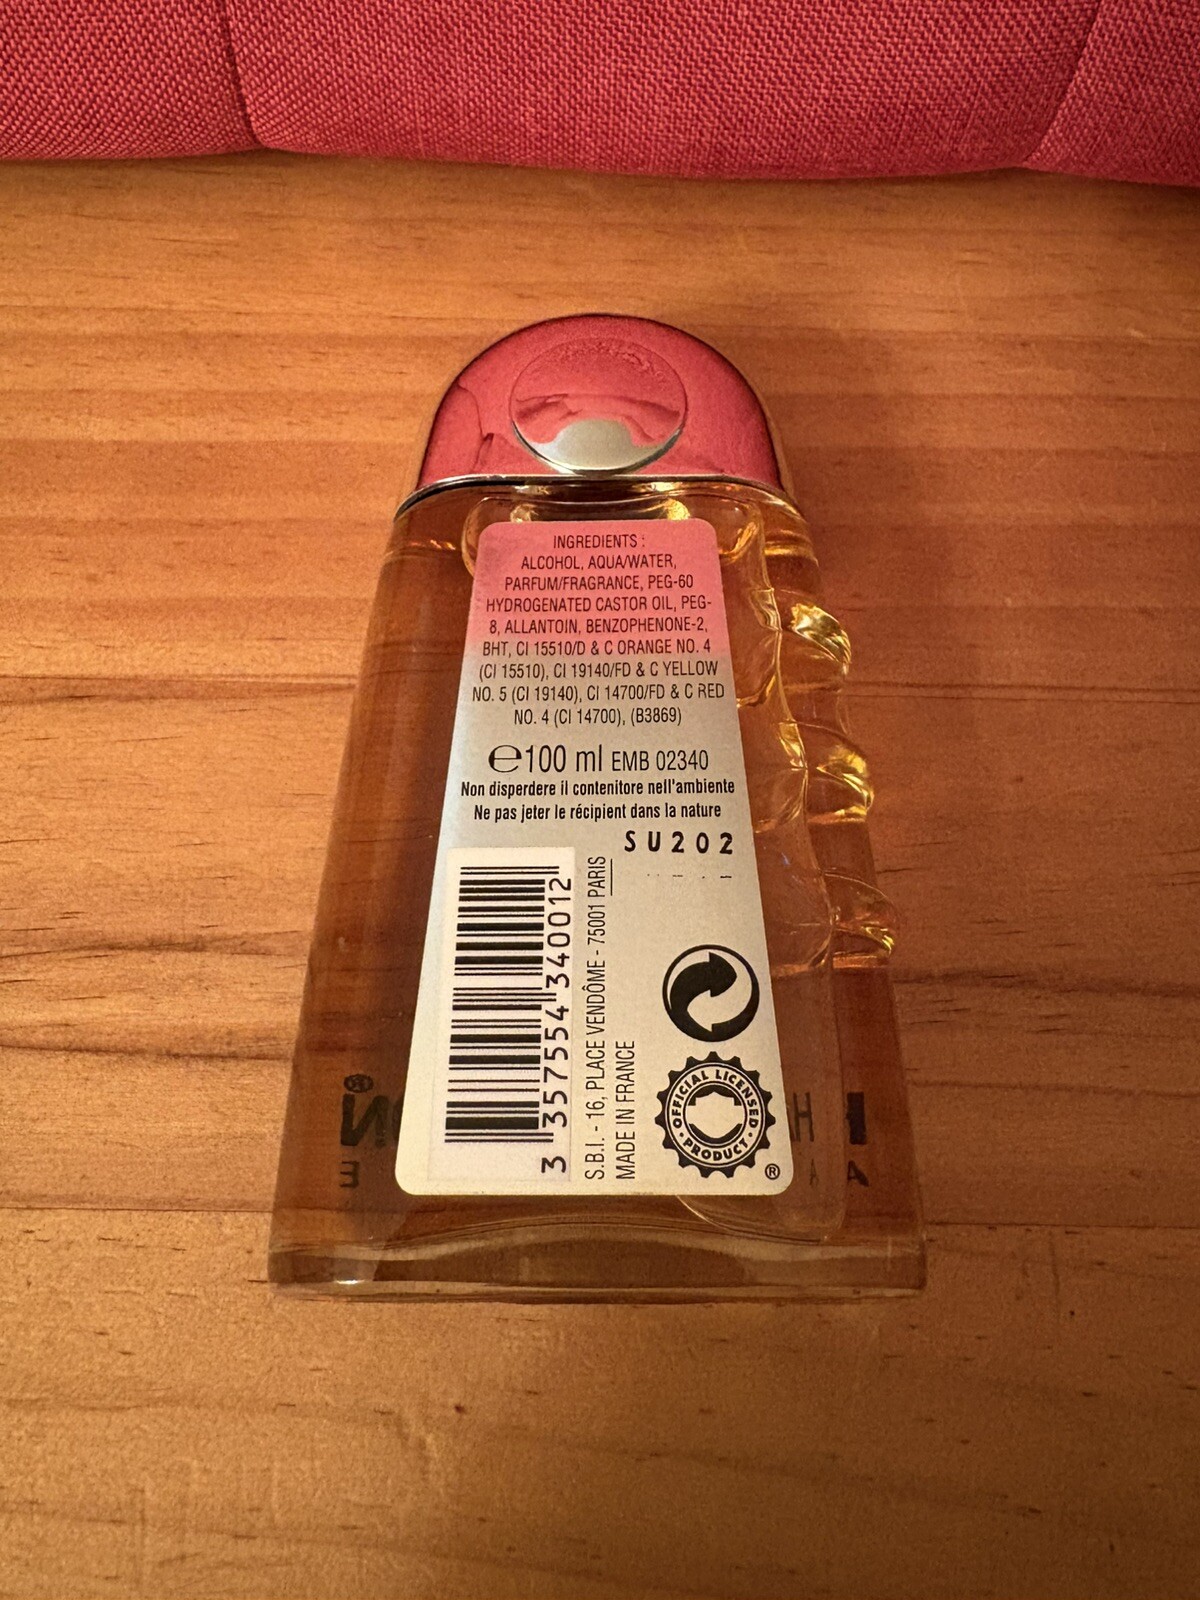 INGREDIENTS :
ALCOHOL, AQUA/WATER,
PARFUM/FRAGRANCE, PEG-60
HYDROGENATED CASTOR OIL, PEG-
8, ALLANTOIN, BENZOPHENONE-2,
BHT, CI 15510/D & C ORANGE NO. 4
(CI 15510), CI 19140/FD & C YELLOW
NO. 5 (CI 19140), CI 14700/FD & C RED
NO. 4 (CI 14700), (B3869)
℮100 ml EMB 02340
Non disperdere il contenitore nell'ambiente
Ne pas jeter le récipient dans la nature
SU202
3 357554 340012
S.B.I. - 16, PLACE VENDÔME - 75001 PARIS
MADE IN FRANCE
OFFICIAL LICENSED
PRODUCT
®